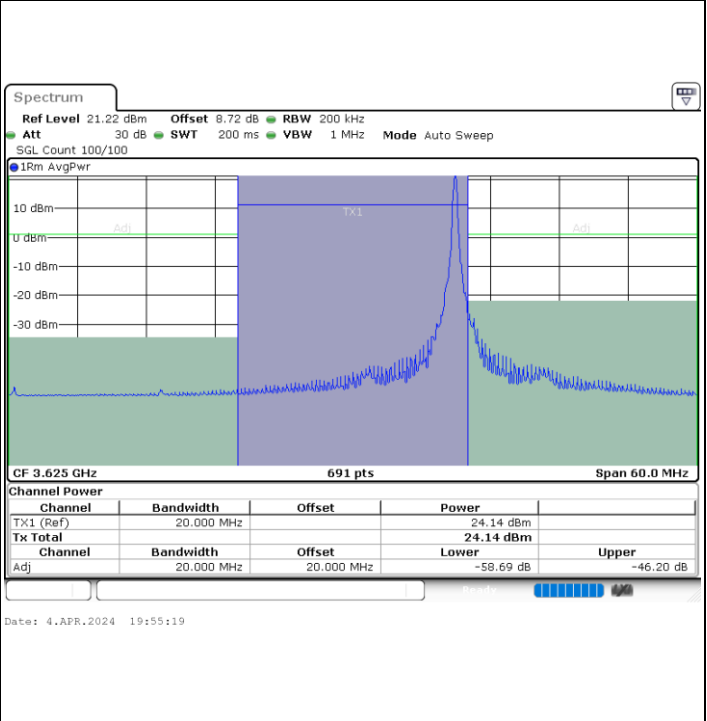 Spectrum
Ref Level 21.22 dBm Offset 8.72 dB RBW 200 kHz
Att 30 dB SWT 200 ms VBW 1 MHz Mode Auto Sweep
SGL Count 100/100
1Rm AvgPwr
10 dBm
TX1
Adj
Adj
0 dBm
-10 dBm
-20 dBm
-30 dBm
CF 3.625 GHz 691 pts Span 60.0 MHz
Channel Power
Channel Bandwidth Offset Power
TX1 (Ref) 20.000 MHz 24.14 dBm
Tx Total 24.14 dBm
Channel Bandwidth Offset Lower Upper
Adj 20.000 MHz 20.000 MHz -58.69 dB -46.20 dB
Ready
Date: 4.APR.2024 19:55:19